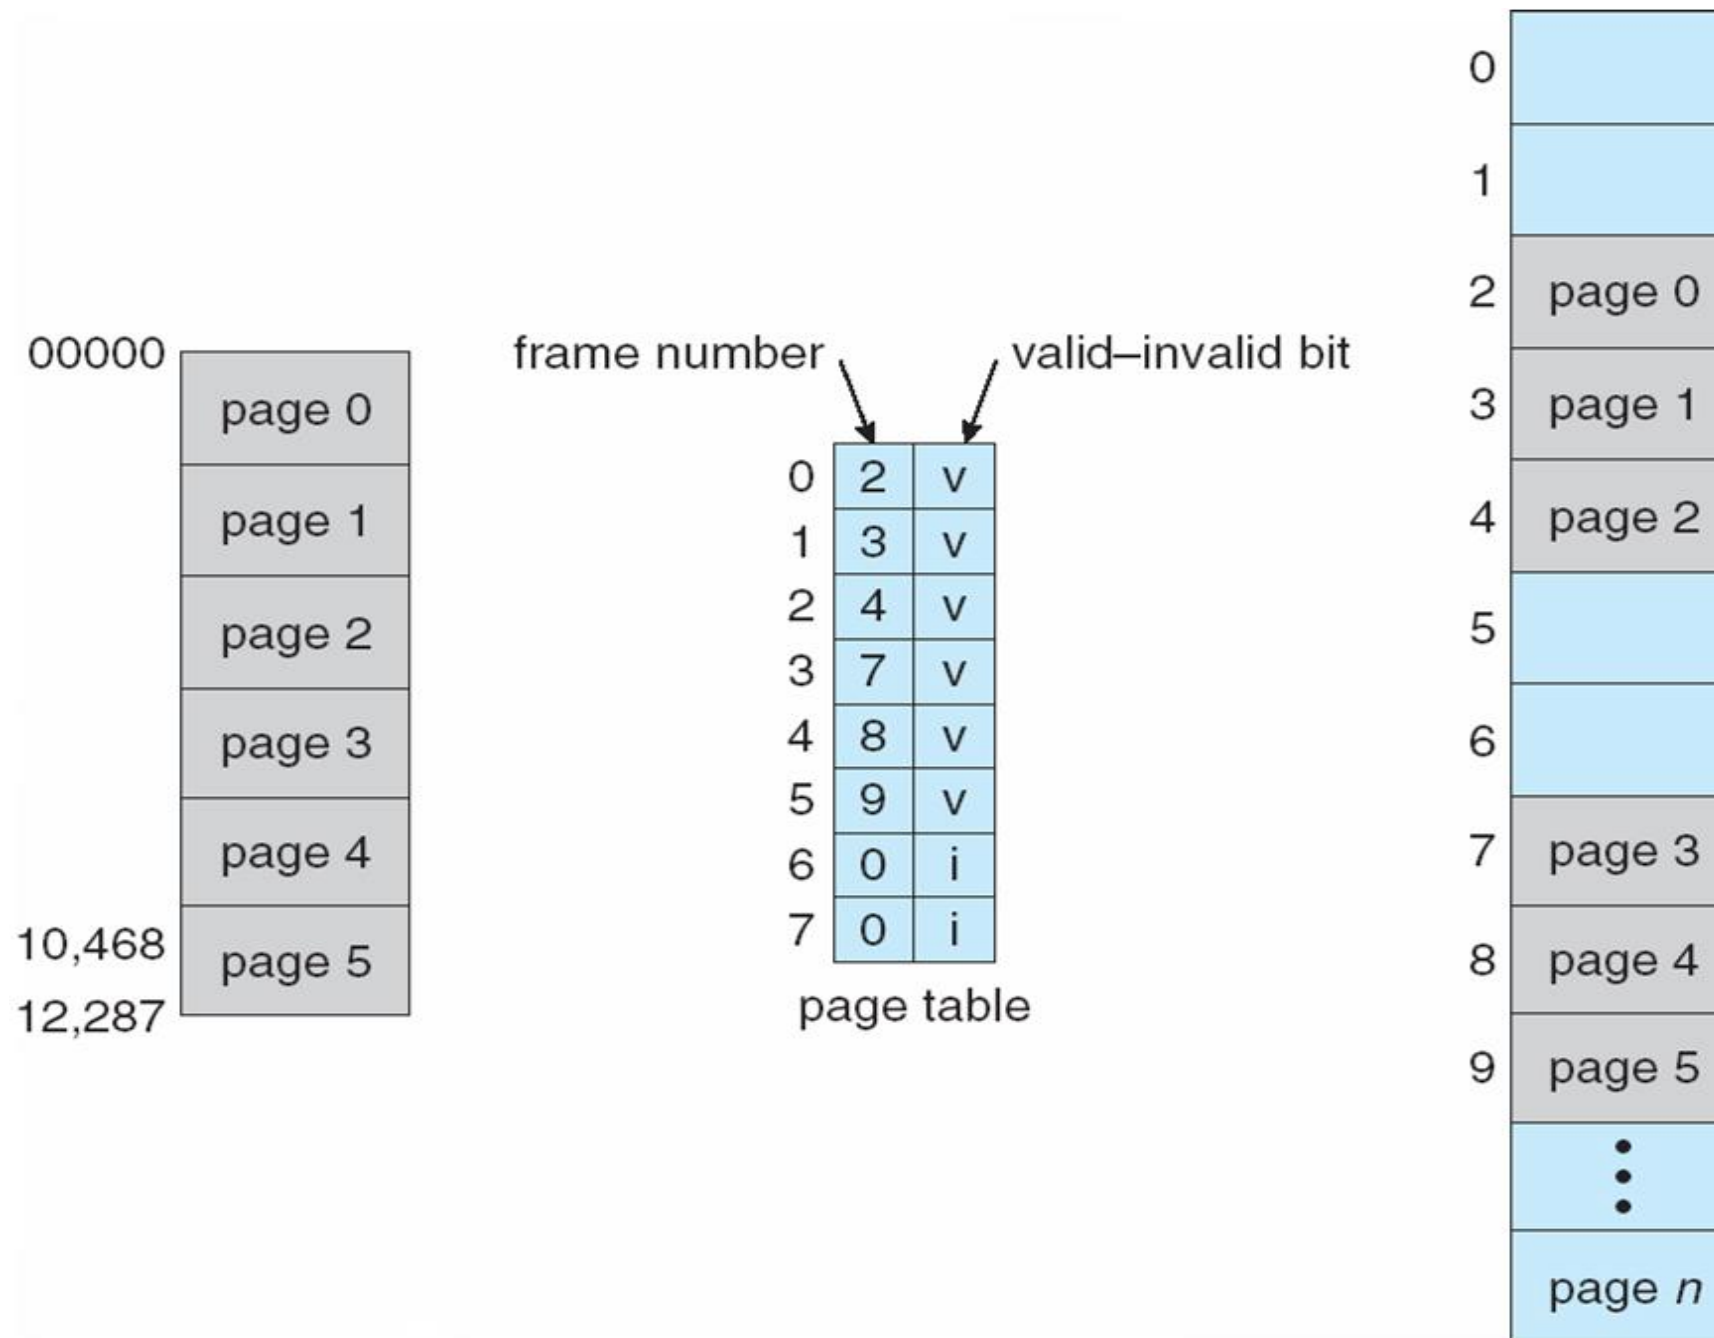 00000
page 0
page 1
page 2
page 3
page 4
10,468
page 5
12,287
frame number
valid–invalid bit
0 2 v
1 3 v
2 4 v
3 7 v
4 8 v
5 9 v
6 0 i
7 0 i
page table
0
1
2 page 0
3 page 1
4 page 2
5
6
7 page 3
8 page 4
9 page 5
page n